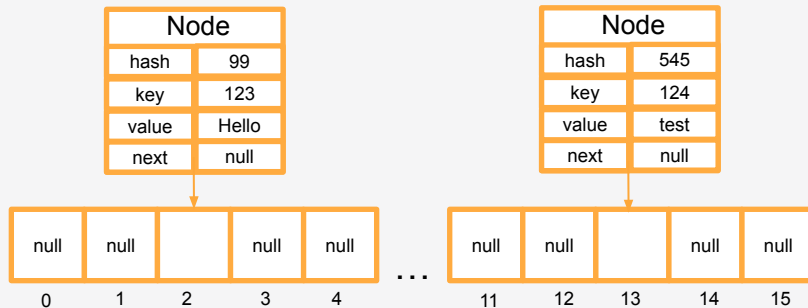 Node
hash 99
key 123
value Hello
next null
Node
hash 545
key 124
value test
next null
null null null null ... null null null null
0 1 2 3 4 11 12 13 14 15